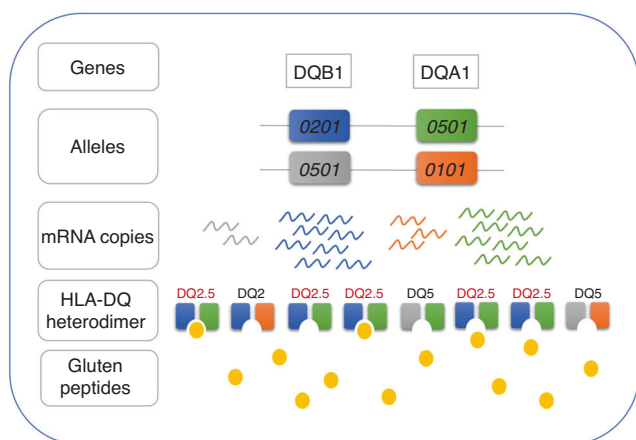 Genes
DQB1
DQA1
Alleles
0201
0501
0501
0101
mRNA copies
HLA-DQ
heterodimer
DQ2.5
DQ2
DQ2.5
DQ2.5
DQ5
DQ2.5
DQ2.5
DQ5
Gluten
peptides